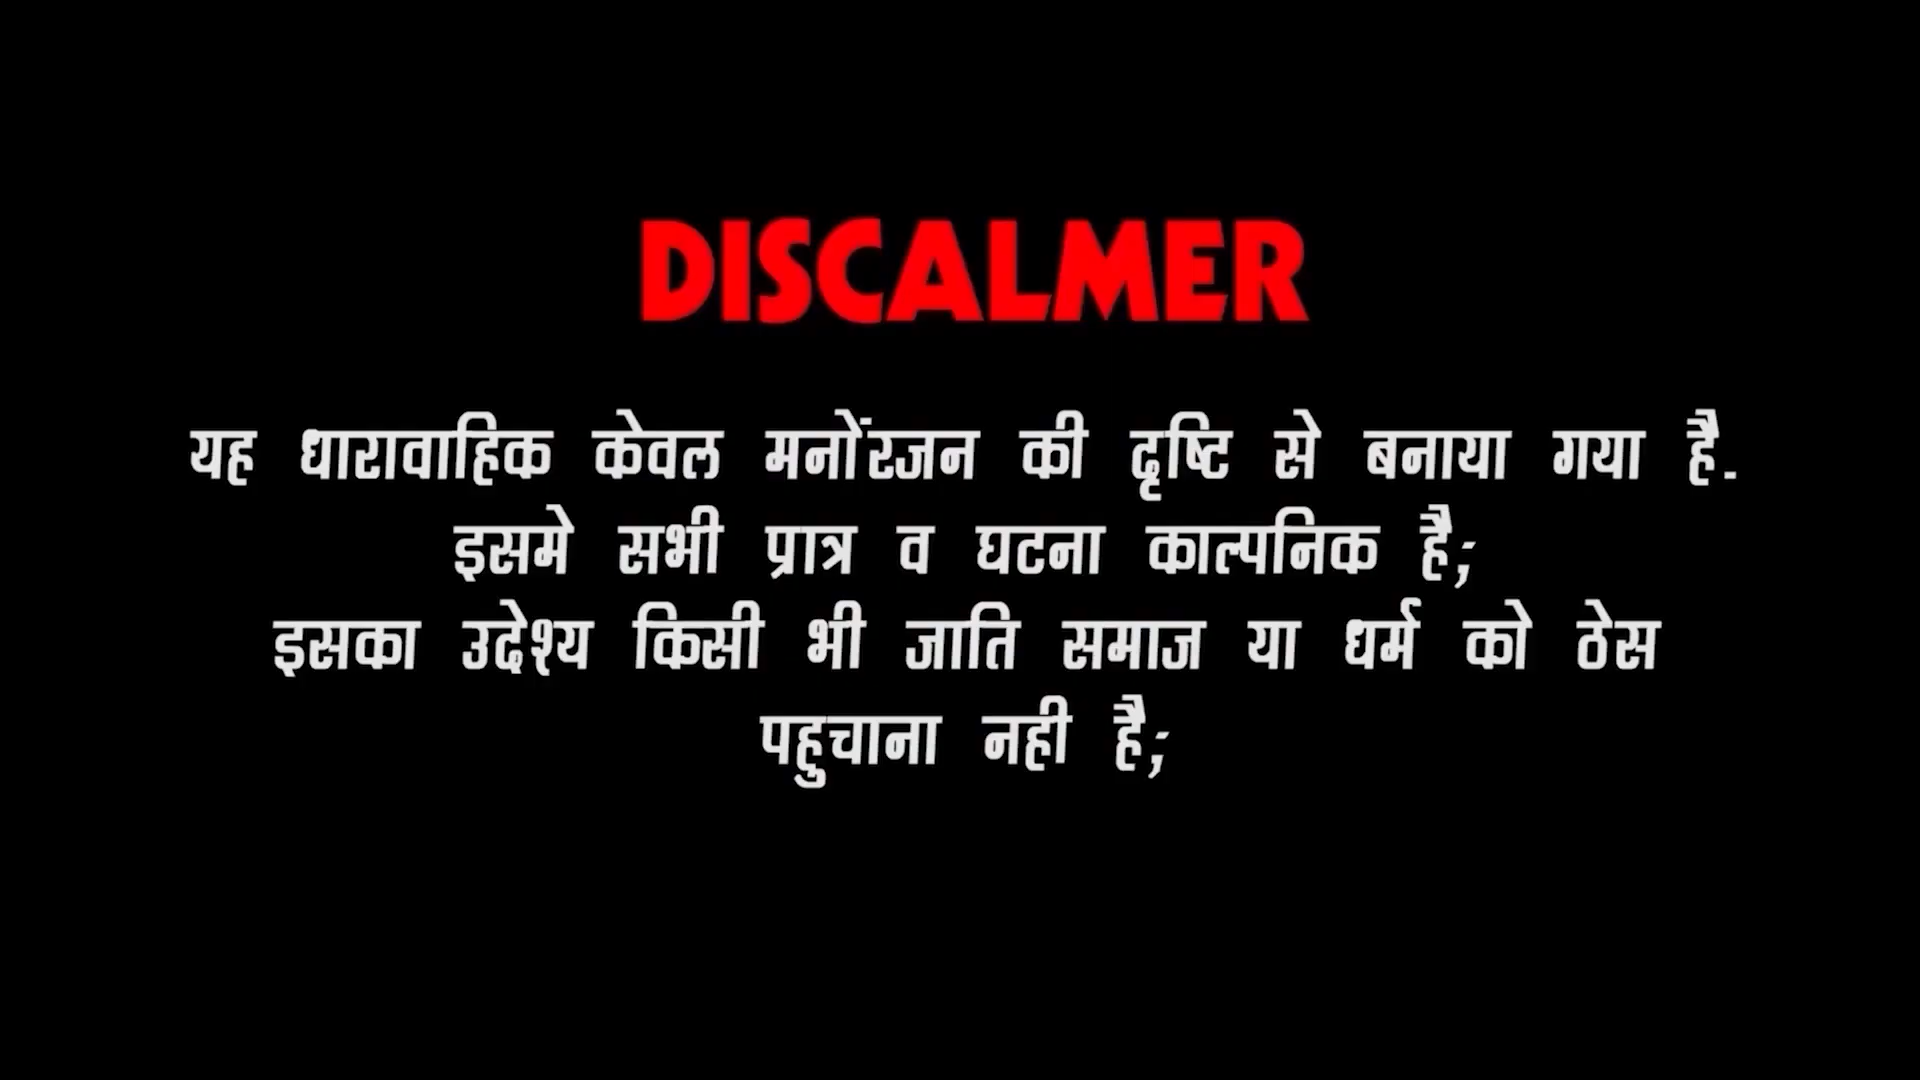 DISCALMER
यह धारावाहिक केवल मनोंरजन की दृष्टि से बनाया गया है.
इसमे सभी प्रात्र व घटना काल्पनिक है;
इसका उदेश्य किसी भी जाति समाज या धर्म को ठेस
पहुचाना नही है;